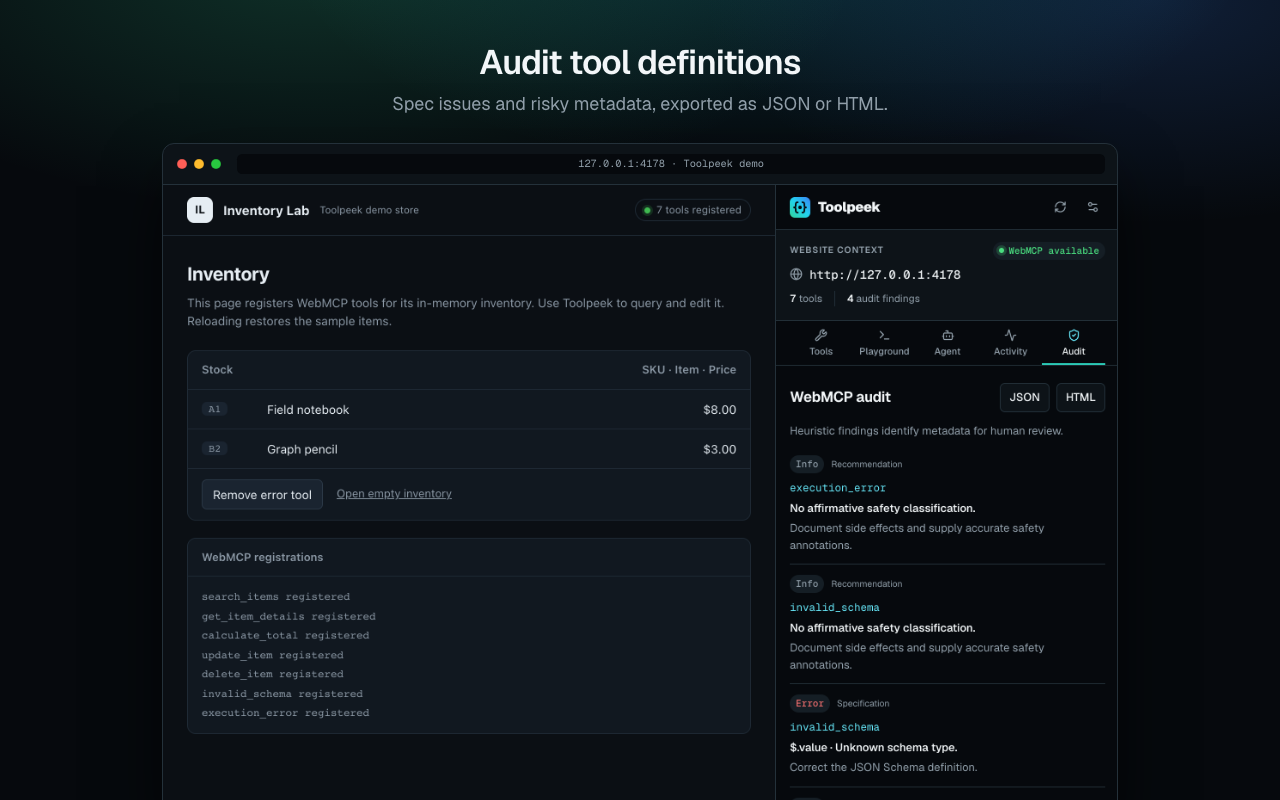 Audit tool definitions
Spec issues and risky metadata, exported as JSON or HTML.
127.0.0.1:4178 · Toolpeek demo
IL
Inventory Lab
Toolpeek demo store
7 tools registered
Inventory
This page registers WebMCP tools for its in-memory inventory. Use Toolpeek to query and edit it.
Reloading restores the sample items.
Stock
SKU · Item · Price
A1
Field notebook
$8.00
B2
Graph pencil
$3.00
Remove error tool
Open empty inventory
WebMCP registrations
search_items registered
get_item_details registered
calculate_total registered
update_item registered
delete_item registered
invalid_schema registered
execution_error registered
Toolpeek
WEBSITE CONTEXT
WebMCP available
http://127.0.0.1:4178
7 tools
4 audit findings
Tools
Playground
Agent
Activity
Audit
WebMCP audit
JSON
HTML
Heuristic findings identify metadata for human review.
Info
Recommendation
execution_error
No affirmative safety classification.
Document side effects and supply accurate safety
annotations.
Info
Recommendation
invalid_schema
No affirmative safety classification.
Document side effects and supply accurate safety
annotations.
Error
Specification
invalid_schema
$.value · Unknown schema type.
Correct the JSON Schema definition.